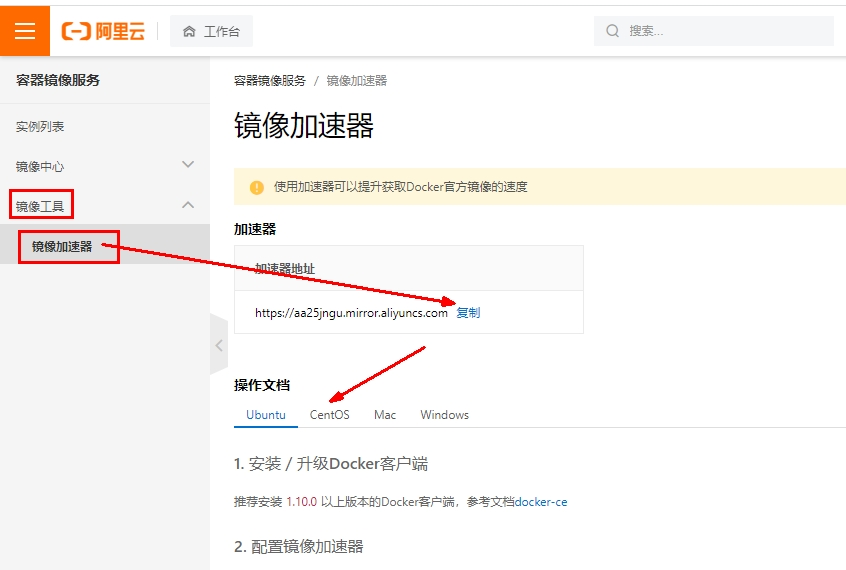 阿里云
工作台
搜索...
容器镜像服务
实例列表
镜像中心
镜像工具
镜像加速器
容器镜像服务 / 镜像加速器
镜像加速器
使用加速器可以提升获取Docker官方镜像的速度
加速器
加速器地址
https://aa25jngu.mirror.aliyuncs.com 复制
操作文档
Ubuntu CentOS Mac Windows
1. 安装 / 升级Docker客户端
推荐安装 1.10.0 以上版本的Docker客户端，参考文档docker-ce
2. 配置镜像加速器